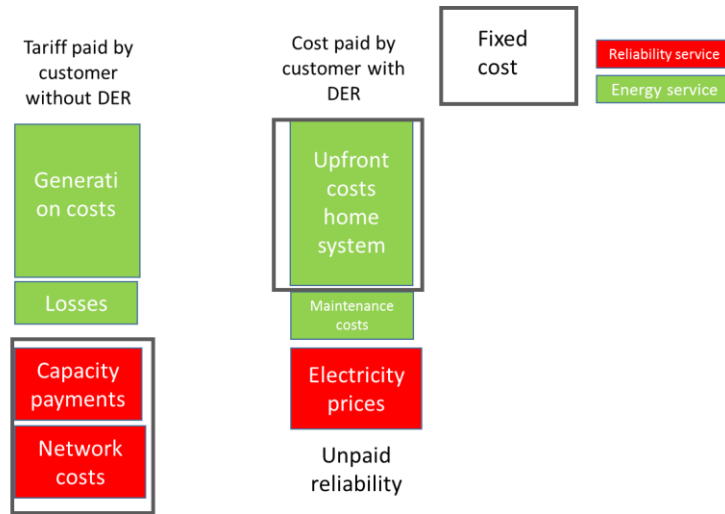 Tariff paid by
customer
without DER
Generati
on costs
Losses
Capacity
payments
Network
costs
Cost paid by
customer with
DER
Upfront
costs
home
system
Maintenance
costs
Electricity
prices
Unpaid
reliability
Fixed
cost
Reliability service
Energy service